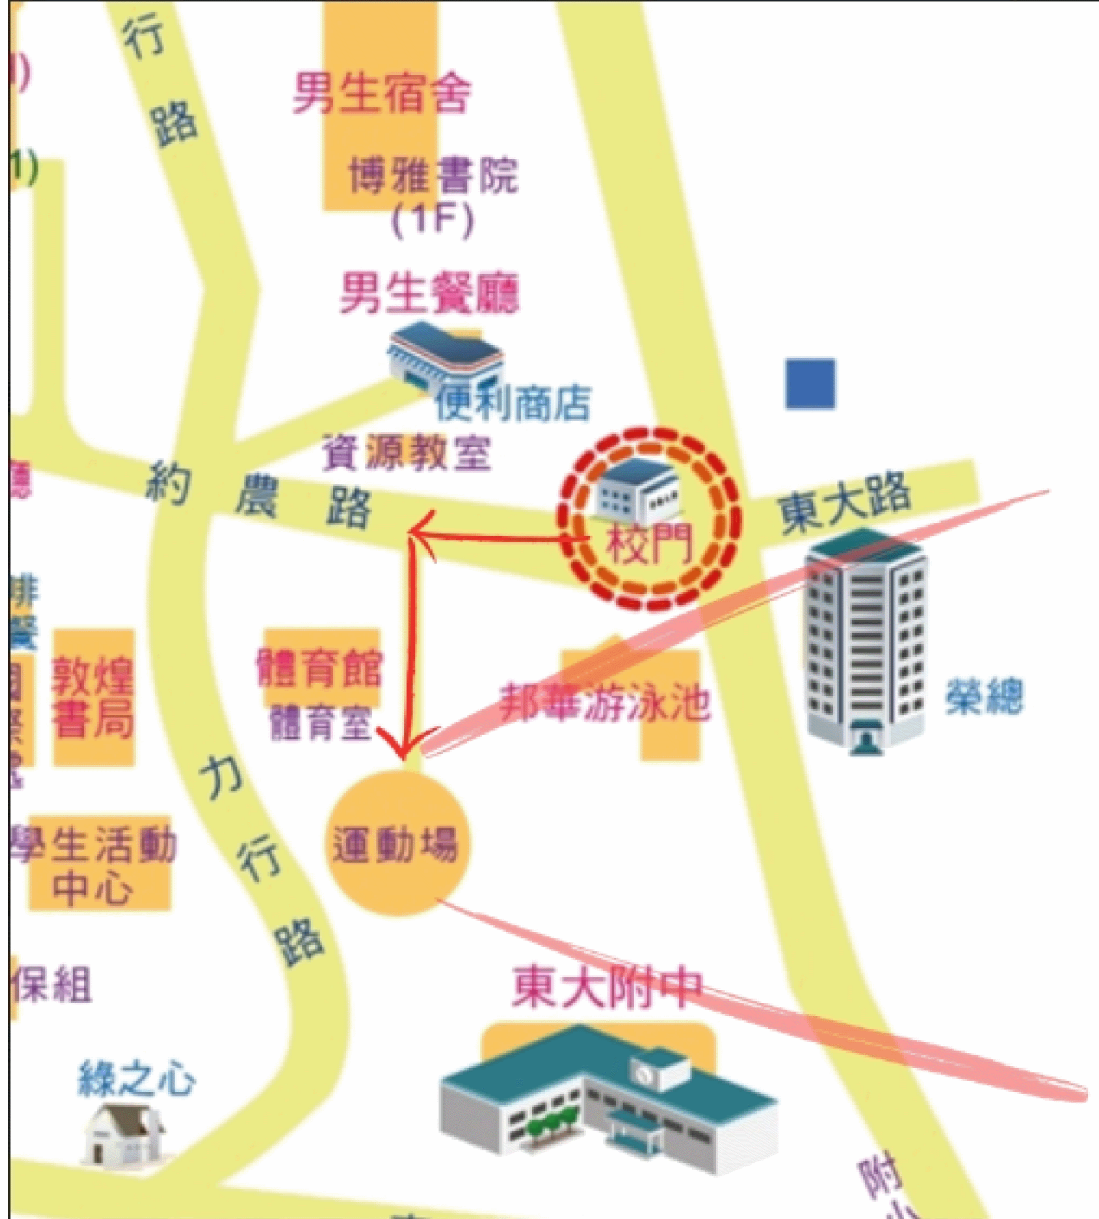 行
路
男生宿舍
博雅書院
(1F)
男生餐廳
便利商店
資源教室
約農路
校門
東大路
體育館
體育室
邦華游泳池
榮總
敦煌
書局
力行路
運動場
學生活動
中心
東大附中
保組
綠之心
附小